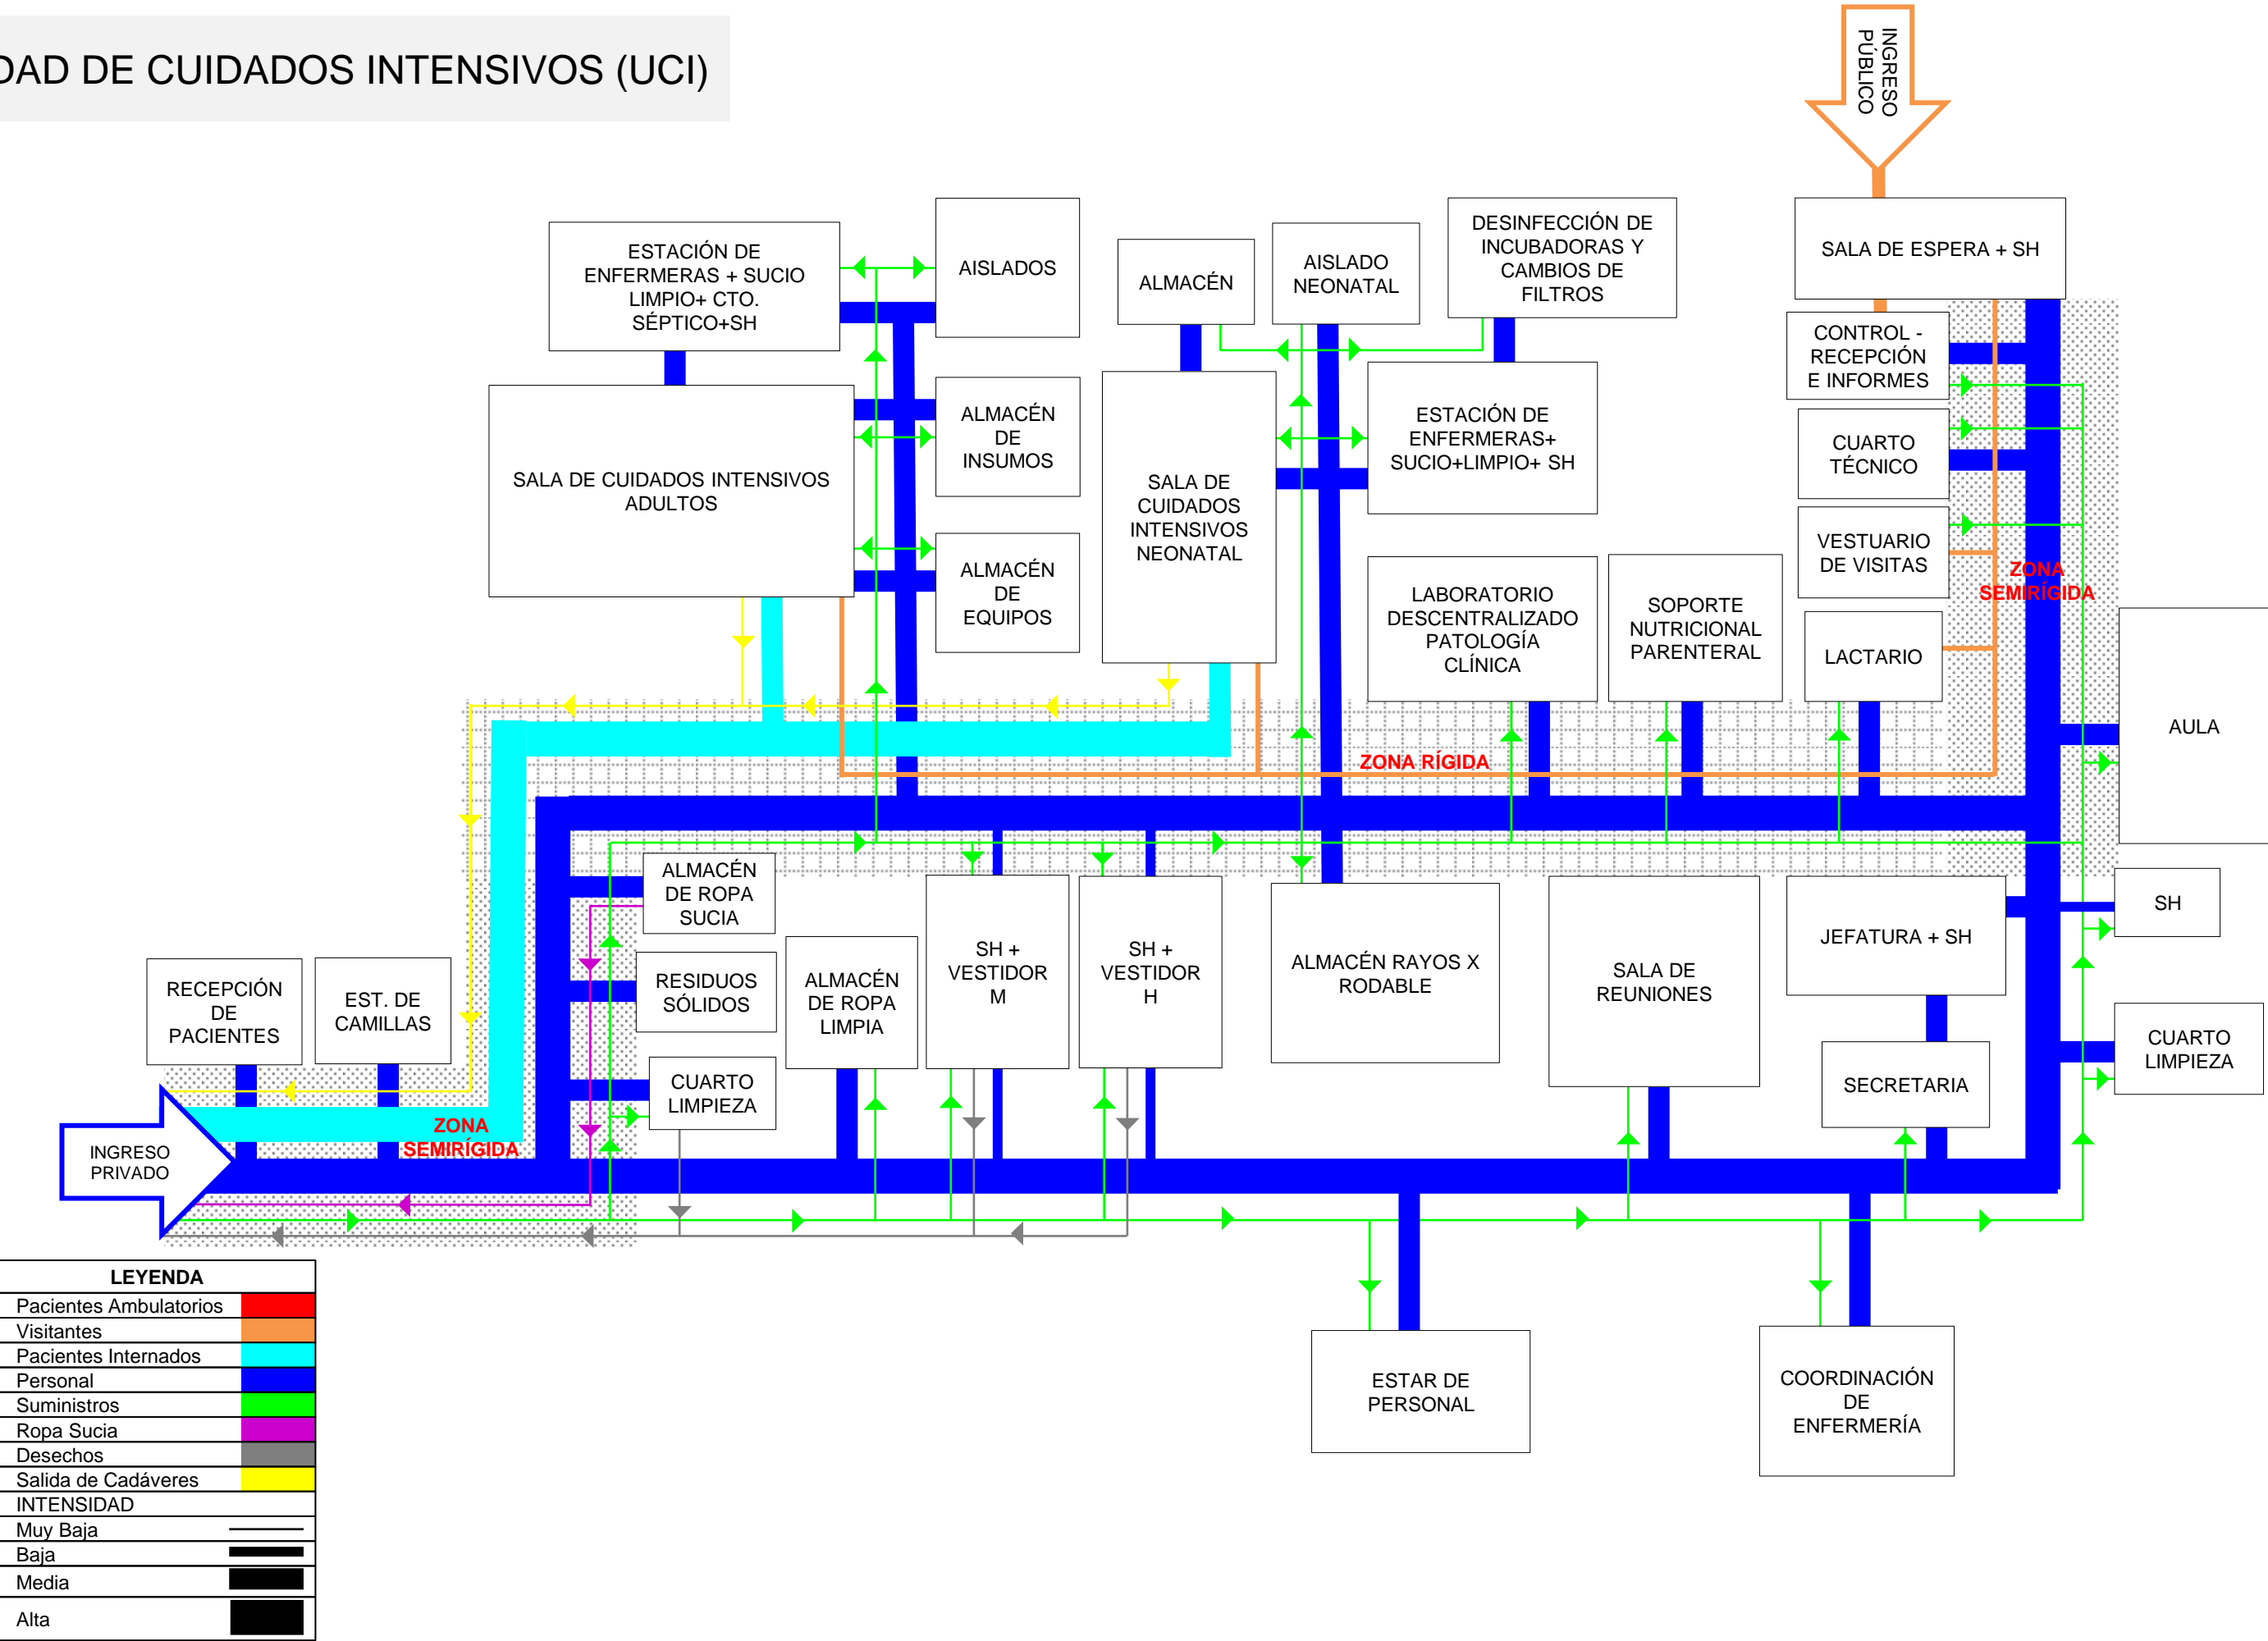 DAD DE CUIDADOS INTENSIVOS (UCI)
INGRESO
PÚBLICO
ESTACIÓN DE
ENFERMERAS + SUCIO
LIMPIO+ CTO.
SÉPTICO+SH
AISLADOS
ALMACÉN
AISLADO
NEONATAL
DESINFECCIÓN DE
INCUBADORAS Y
CAMBIOS DE
FILTROS
SALA DE ESPERA + SH
CONTROL -
RECEPCIÓN
E INFORMES
SALA DE CUIDADOS INTENSIVOS
ADULTOS
ALMACÉN
DE
INSUMOS
SALA DE
CUIDADOS
INTENSIVOS
NEONATAL
ESTACIÓN DE
ENFERMERAS+
SUCIO+LIMPIO+ SH
CUARTO
TÉCNICO
ALMACÉN
DE
EQUIPOS
LABORATORIO
DESCENTRALIZADO
PATOLOGÍA
CLÍNICA
SOPORTE
NUTRICIONAL
PARENTERAL
VESTUARIO
DE VISITAS
ZONA
SEMIRÍGIDA
LACTARIO
AULA
ZONA RÍGIDA
ALMACÉN
DE ROPA
SUCIA
RECEPCIÓN
DE
PACIENTES
EST. DE
CAMILLAS
RESIDUOS
SÓLIDOS
ALMACÉN
DE ROPA
LIMPIA
SH +
VESTIDOR
M
SH +
VESTIDOR
H
ALMACÉN RAYOS X
RODABLE
SALA DE
REUNIONES
JEFATURA + SH
SH
CUARTO
LIMPIEZA
SECRETARIA
CUARTO
LIMPIEZA
ZONA
SEMIRÍGIDA
INGRESO
PRIVADO
ESTAR DE
PERSONAL
COORDINACIÓN
DE
ENFERMERÍA
LEYENDA
Pacientes Ambulatorios
Visitantes
Pacientes Internados
Personal
Suministros
Ropa Sucia
Desechos
Salida de Cadáveres
INTENSIDAD
Muy Baja
Baja
Media
Alta